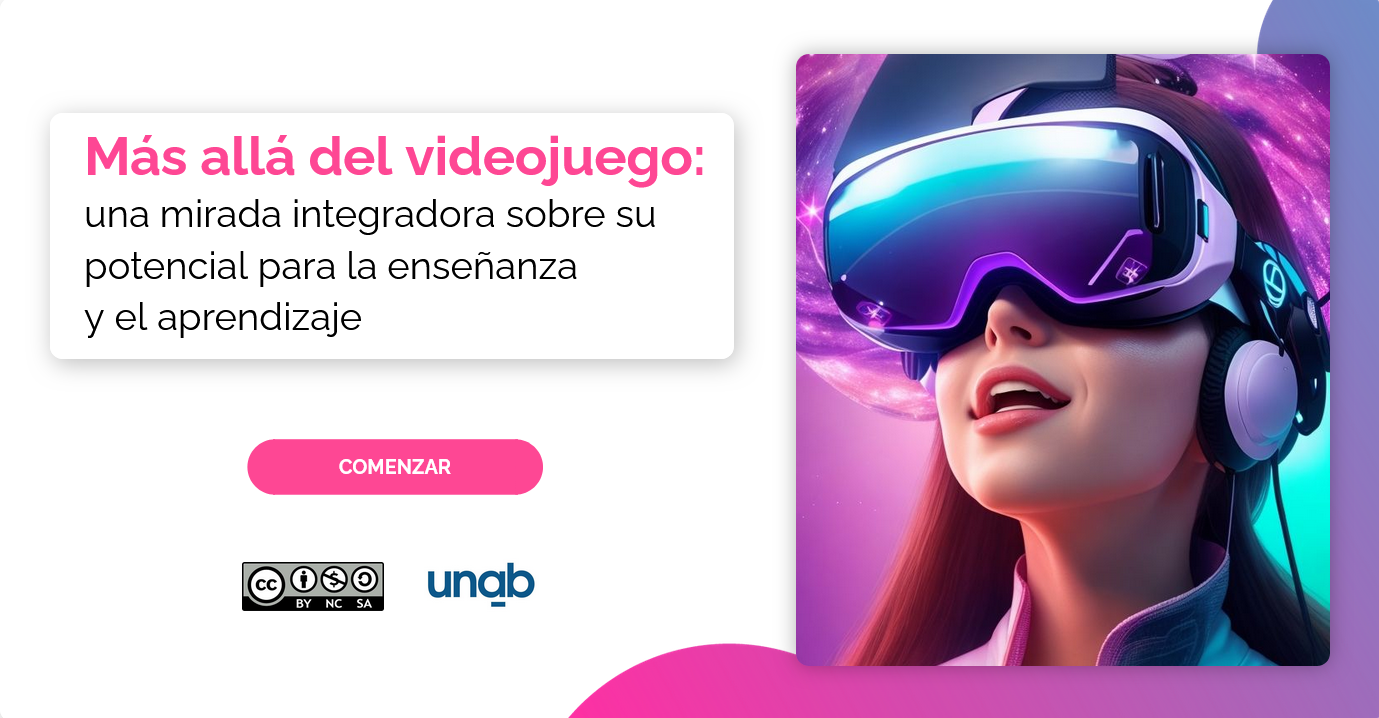 Más allá del videojuego:
una mirada integradora sobre su
potencial para la enseñanza
y el aprendizaje
COMENZAR
cc
BY NC SA
unab